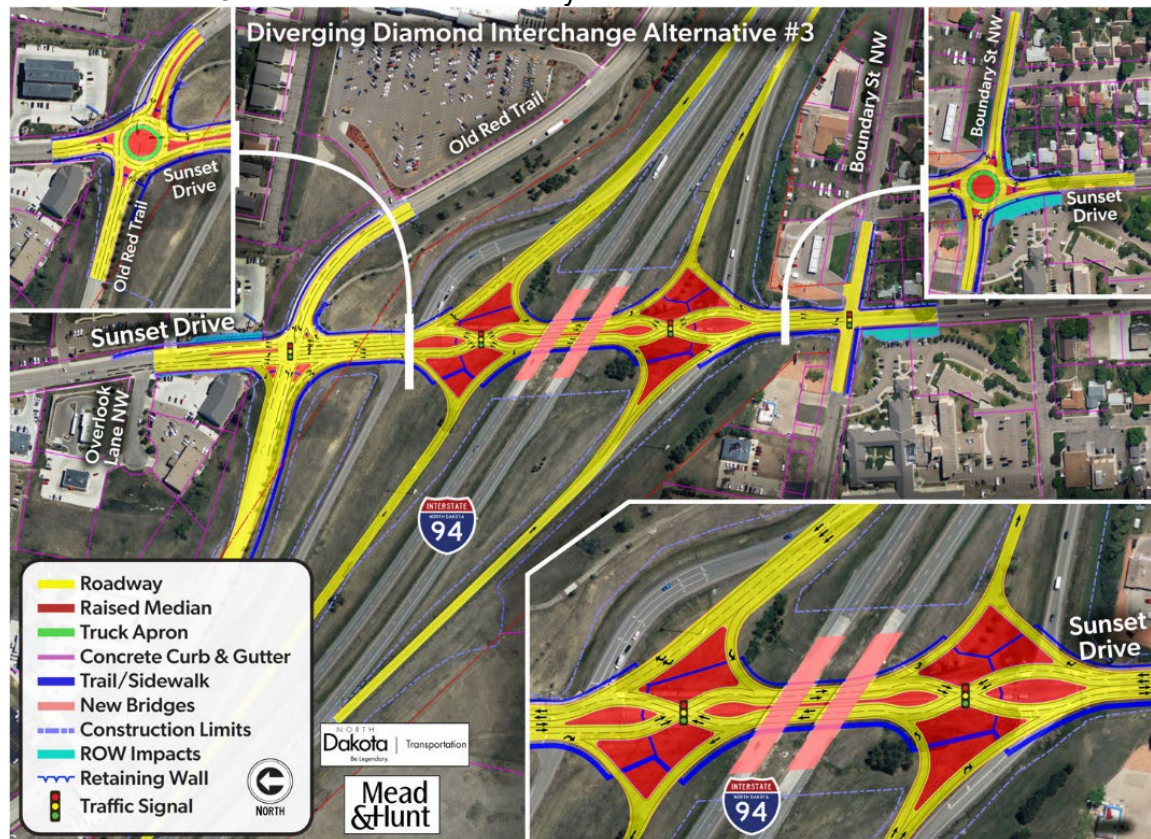 Diverging Diamond Interchange Alternative #3
Old Red Trail
Boundary St NW
Sunset
Drive
Old Red Trail
Boundary St NW
Sunset
Drive
Sunset Drive
Overlook
Lane NW
INTERSTATE
NORTH DAKOTA
94
Roadway
Raised Median
Truck Apron
Concrete Curb & Gutter
Trail/Sidewalk
New Bridges
Construction Limits
ROW Impacts
Retaining Wall
Traffic Signal
NORTH
NORTH
Dakota | Transportation
Be Legendary.
Mead
&Hunt
Sunset
Drive
INTERSTATE
NORTH DAKOTA
94